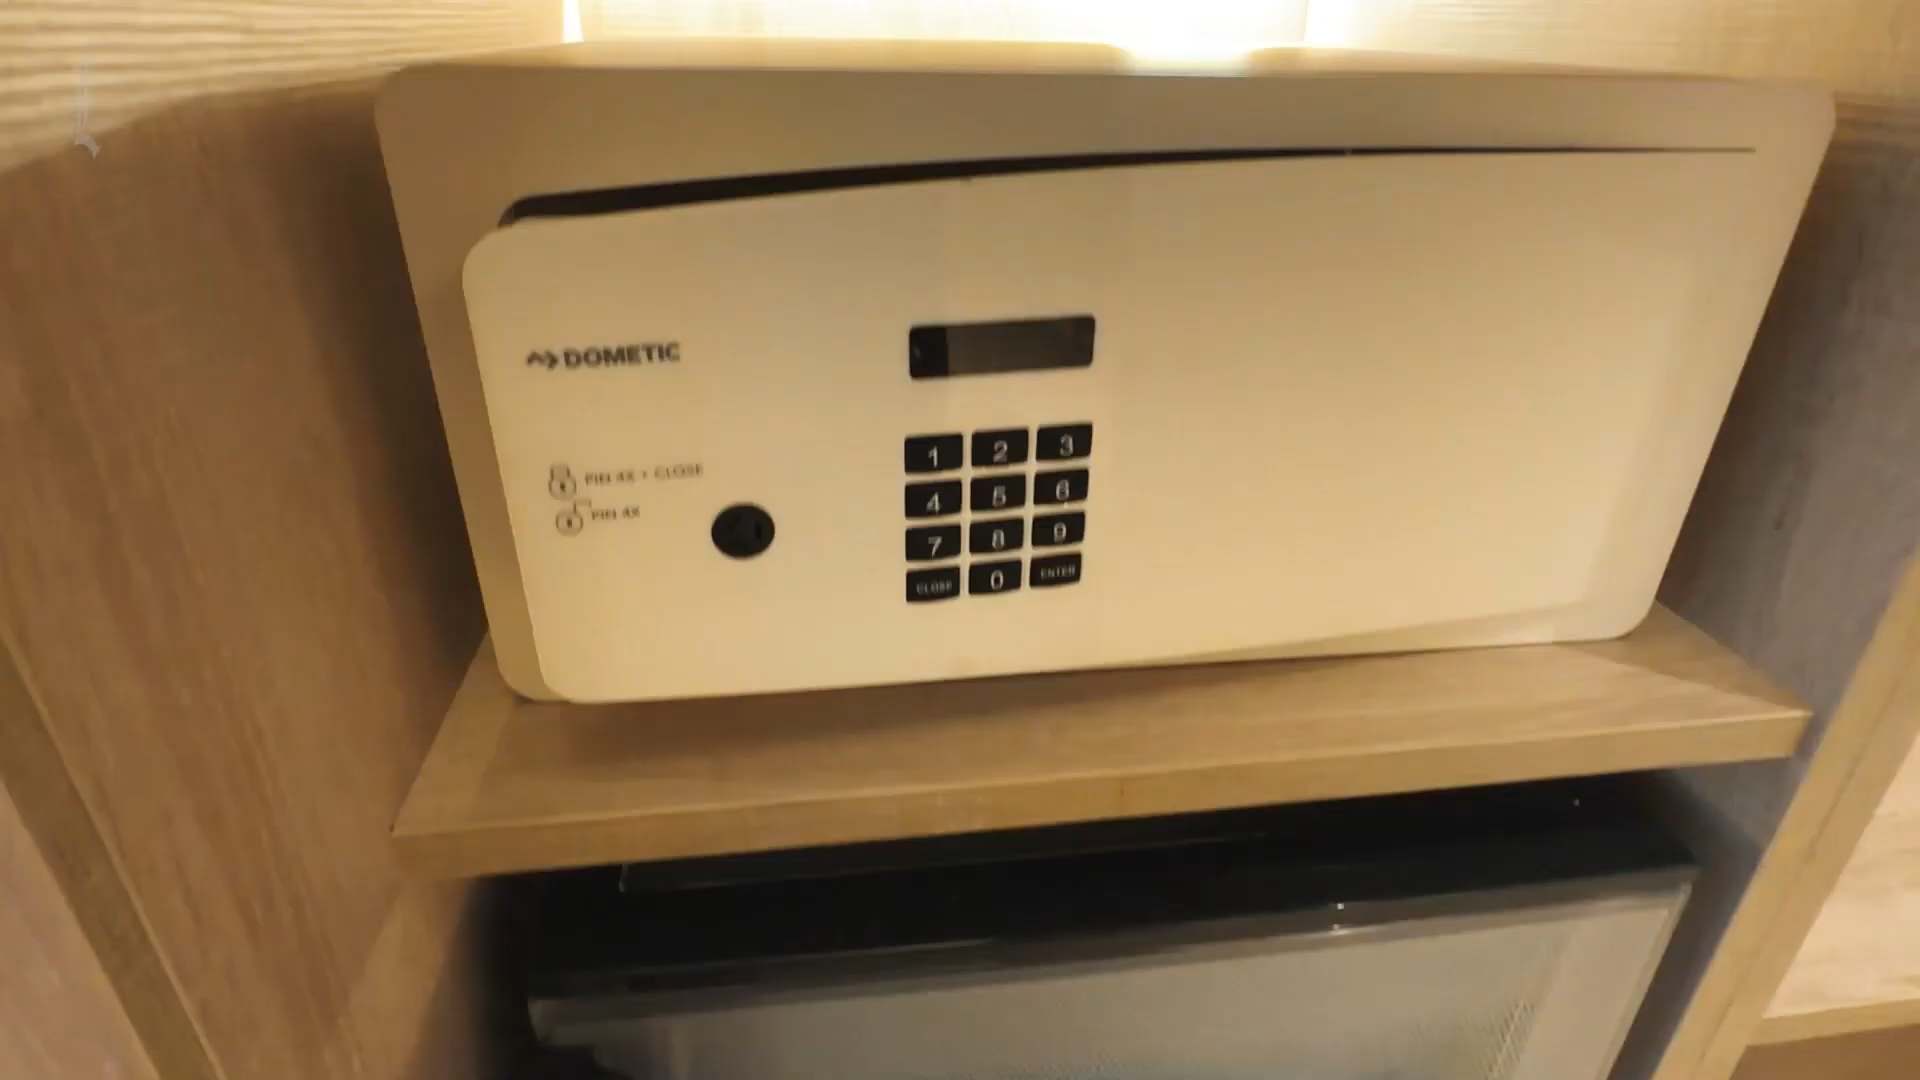 DOMETIC
PIN 4X + CLOSE
PIN 4X
1 2 3
4 5 6
7 8 9
CLOSE 0 ENTER